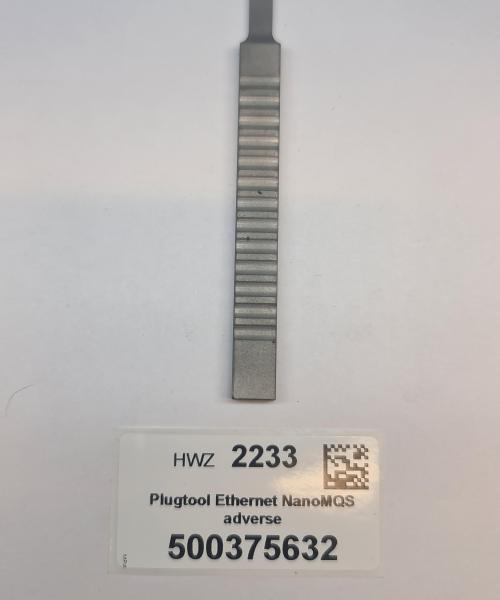 HWZ 2233
Plugtool Ethernet NanoMQS
adverse
500375632